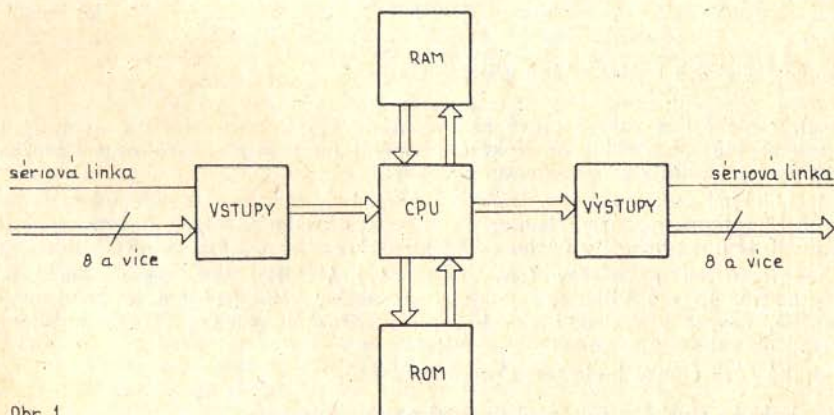 RAM
sériová linka
VSTUPY
CPU
VÝSTUPY
sériová linka
8 a více
8 a více
ROM
Obr. 1